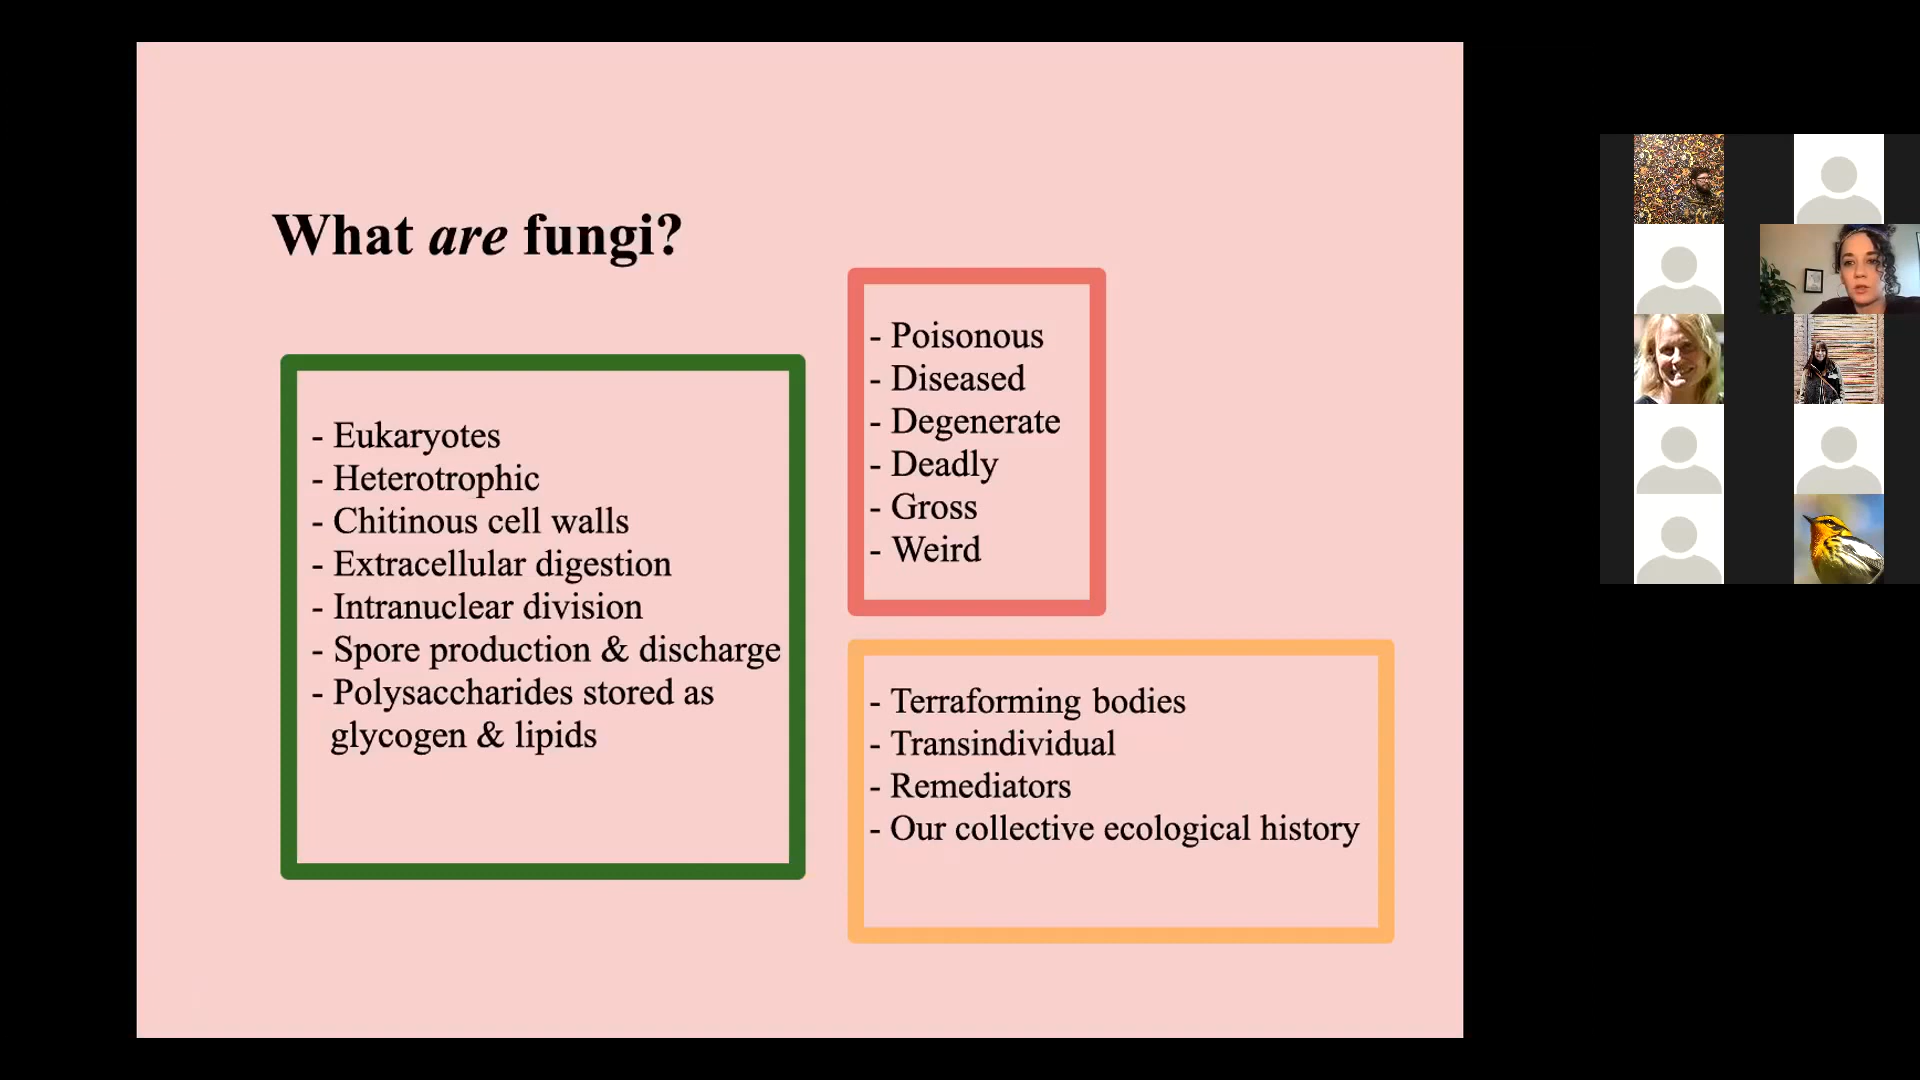 What are fungi?
- Eukaryotes
- Heterotrophic
- Chitinous cell walls
- Extracellular digestion
- Intranuclear division
- Spore production & discharge
- Polysaccharides stored as
glycogen & lipids
- Poisonous
- Diseased
- Degenerate
- Deadly
- Gross
- Weird
- Terraforming bodies
- Transindividual
- Remediators
- Our collective ecological history